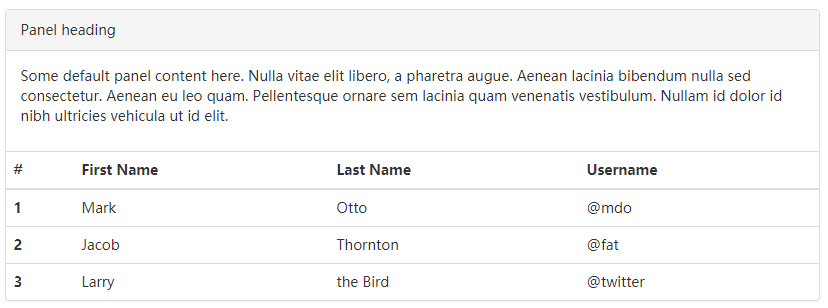 Panel heading
Some default panel content here. Nulla vitae elit libero, a pharetra augue. Aenean lacinia bibendum nulla sed
consectetur. Aenean eu leo quam. Pellentesque ornare sem lacinia quam venenatis vestibulum. Nullam id dolor id
nibh ultricies vehicula ut id elit.
# First Name Last Name Username
1 Mark Otto @mdo
2 Jacob Thornton @fat
3 Larry the Bird @twitter